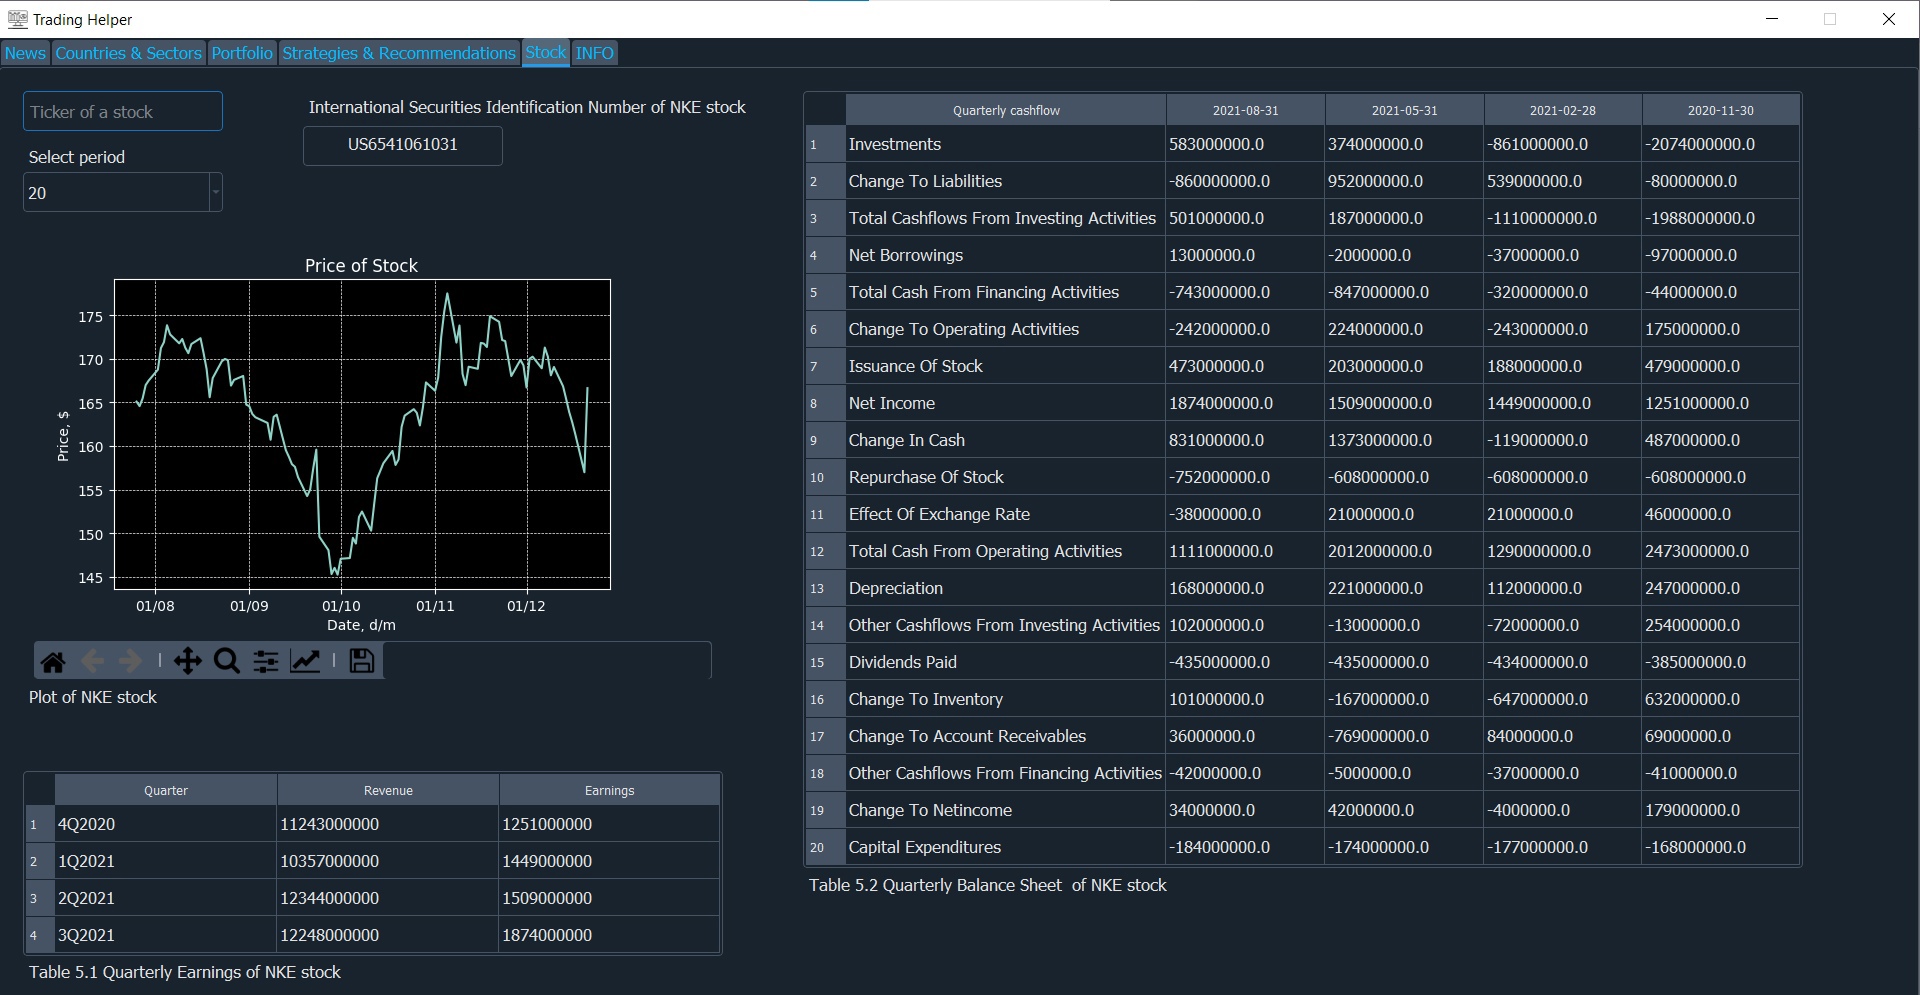 Trading Helper
News Countries & Sectors Portfolio Strategies & Recommendations Stock INFO
Ticker of a stock
Select period
20
International Securities Identification Number of NKE stock
US6541061031
Price of Stock
175
170
165
160
155
150
145
Price, $
01/08 01/09 01/10 01/11 01/12
Date, d/m
Plot of NKE stock
Quarter Revenue Earnings
1 4Q2020 11243000000 1251000000
2 1Q2021 10357000000 1449000000
3 2Q2021 12344000000 1509000000
4 3Q2021 12248000000 1874000000
Table 5.1 Quarterly Earnings of NKE stock
Quarterly cashflow 2021-08-31 2021-05-31 2021-02-28 2020-11-30
1 Investments 583000000.0 374000000.0 -861000000.0 -2074000000.0
2 Change To Liabilities -860000000.0 952000000.0 539000000.0 -80000000.0
3 Total Cashflows From Investing Activities 501000000.0 187000000.0 -1110000000.0 -1988000000.0
4 Net Borrowings 13000000.0 -2000000.0 -37000000.0 -97000000.0
5 Total Cash From Financing Activities -743000000.0 -847000000.0 -320000000.0 -44000000.0
6 Change To Operating Activities -242000000.0 224000000.0 -243000000.0 175000000.0
7 Issuance Of Stock 473000000.0 203000000.0 188000000.0 479000000.0
8 Net Income 1874000000.0 1509000000.0 1449000000.0 1251000000.0
9 Change In Cash 831000000.0 1373000000.0 -119000000.0 487000000.0
10 Repurchase Of Stock -752000000.0 -608000000.0 -608000000.0 -608000000.0
11 Effect Of Exchange Rate -38000000.0 21000000.0 21000000.0 46000000.0
12 Total Cash From Operating Activities 1111000000.0 2012000000.0 1290000000.0 2473000000.0
13 Depreciation 168000000.0 221000000.0 112000000.0 247000000.0
14 Other Cashflows From Investing Activities 102000000.0 -13000000.0 -72000000.0 254000000.0
15 Dividends Paid -435000000.0 -435000000.0 -434000000.0 -385000000.0
16 Change To Inventory 101000000.0 -167000000.0 -647000000.0 632000000.0
17 Change To Account Receivables 36000000.0 -769000000.0 84000000.0 69000000.0
18 Other Cashflows From Financing Activities -42000000.0 -5000000.0 -37000000.0 -41000000.0
19 Change To Netincome 34000000.0 42000000.0 -4000000.0 179000000.0
20 Capital Expenditures -184000000.0 -174000000.0 -177000000.0 -168000000.0
Table 5.2 Quarterly Balance Sheet  of NKE stock